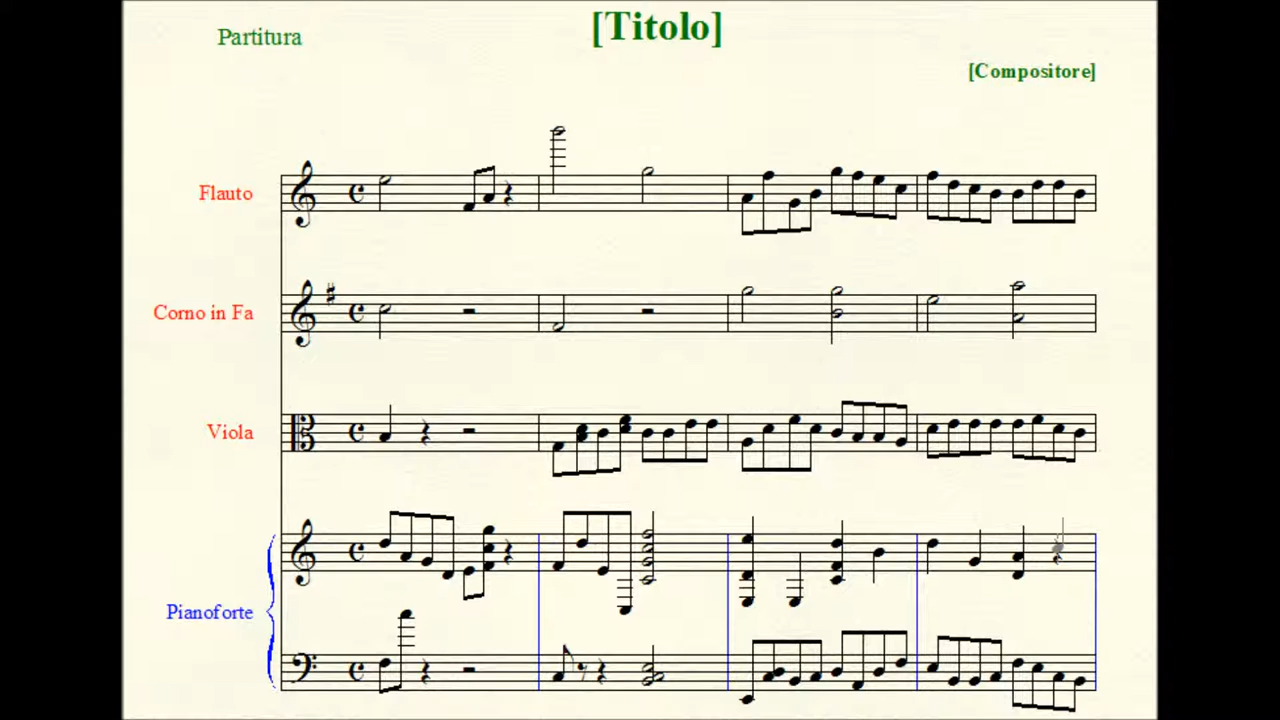 [Titolo]
Partitura
[Compositore]
Flauto
Corno in Fa
Viola
Pianoforte